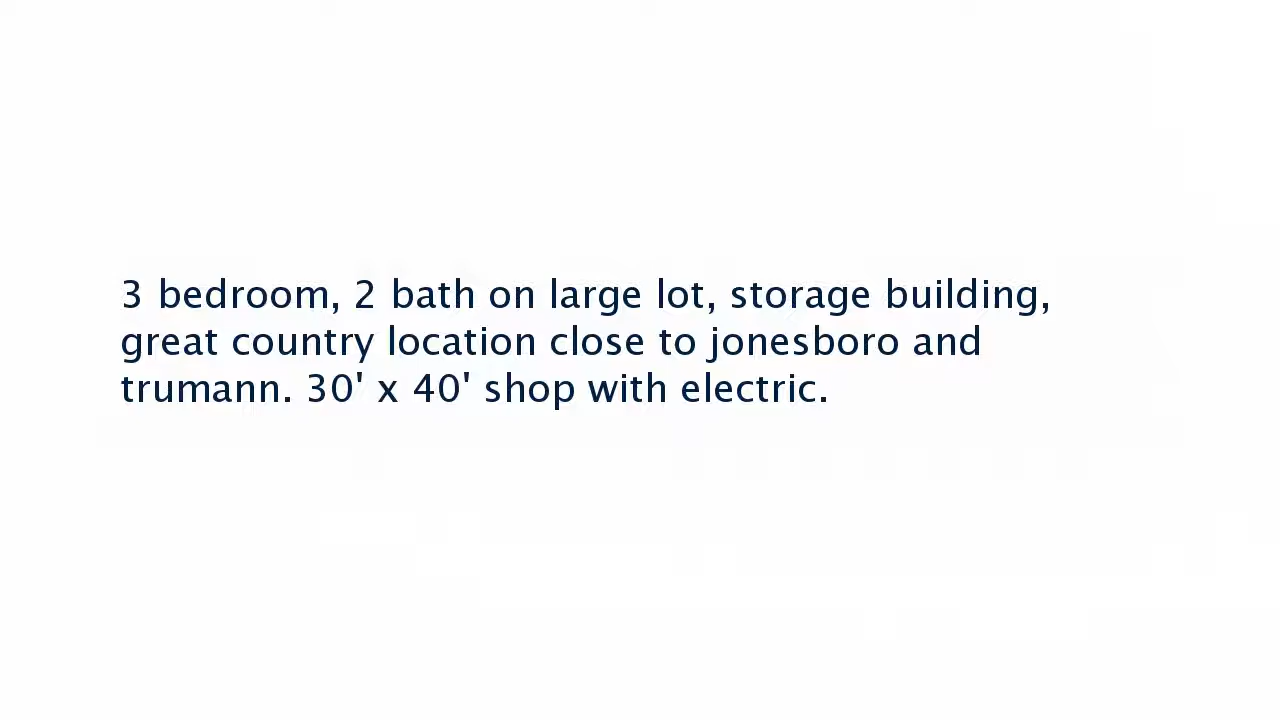 3 bedroom, 2 bath on large lot, storage building,
great country location close to jonesboro and
trumann. 30' x 40' shop with electric.